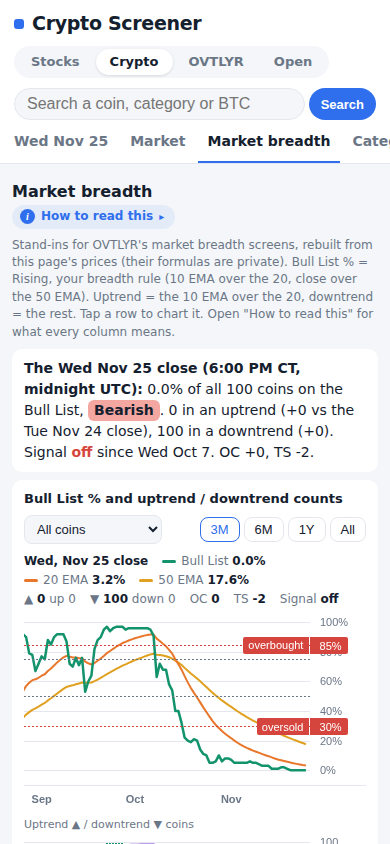 Crypto Screener
Stocks Crypto OVTLYR Open
Search a coin, category or BTC Search
Wed Nov 25 Market Market breadth
Market breadth
i How to read this ▸
Stand-ins for OVTLYR's market breadth screens, rebuilt from
this page's prices (their formulas are private). Bull List % =
Rising, your breadth rule (10 EMA over the 20, close over
the 50 EMA). Uptrend = the 10 EMA over the 20, downtrend
= the rest. Tap a row to chart it. Open "How to read this" for
what every column means.
The Wed Nov 25 close (6:00 PM CT,
midnight UTC): 0.0% of all 100 coins on the
Bull List, Bearish . 0 in an uptrend (+0 vs the
Tue Nov 24 close), 100 in a downtrend (+0).
Signal off since Wed Oct 7. OC +0, TS -2.
Bull List % and uptrend / downtrend counts
All coins 3M 6M 1Y All
Wed, Nov 25 close Bull List 0.0%
20 EMA 3.2% 50 EMA 17.6%
▲ 0 up 0 ▼ 100 down 0 OC 0 TS -2 Signal off
100%
overbought 85%
60%
40%
oversold 30%
20%
0%
Sep Oct Nov
Uptrend ▲ / downtrend ▼ coins
100